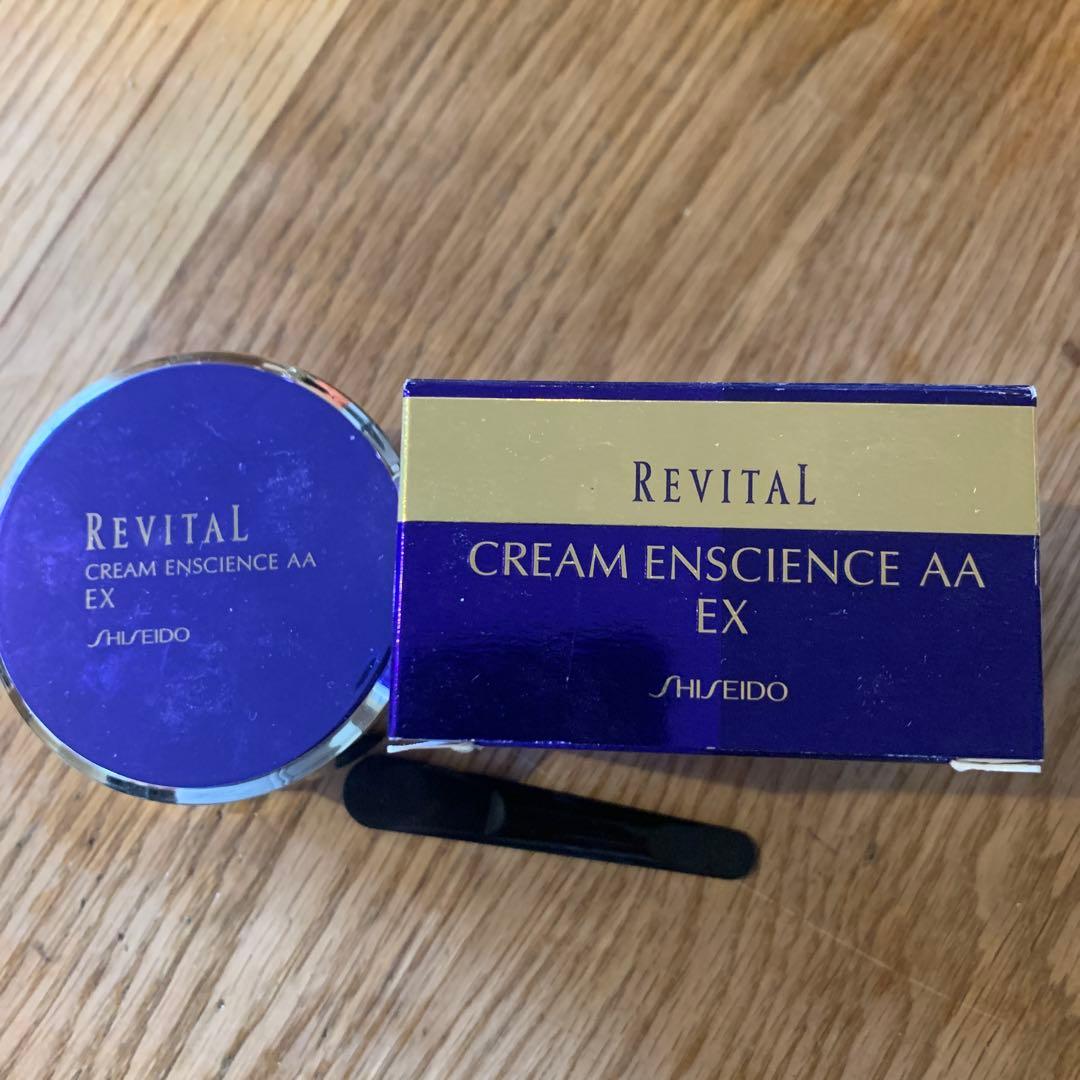 REVITAL
CREAM ENSCIENCE AA
EX
SHISEIDO
REVITAL
CREAM ENSCIENCE AA
EX
SHISEIDO